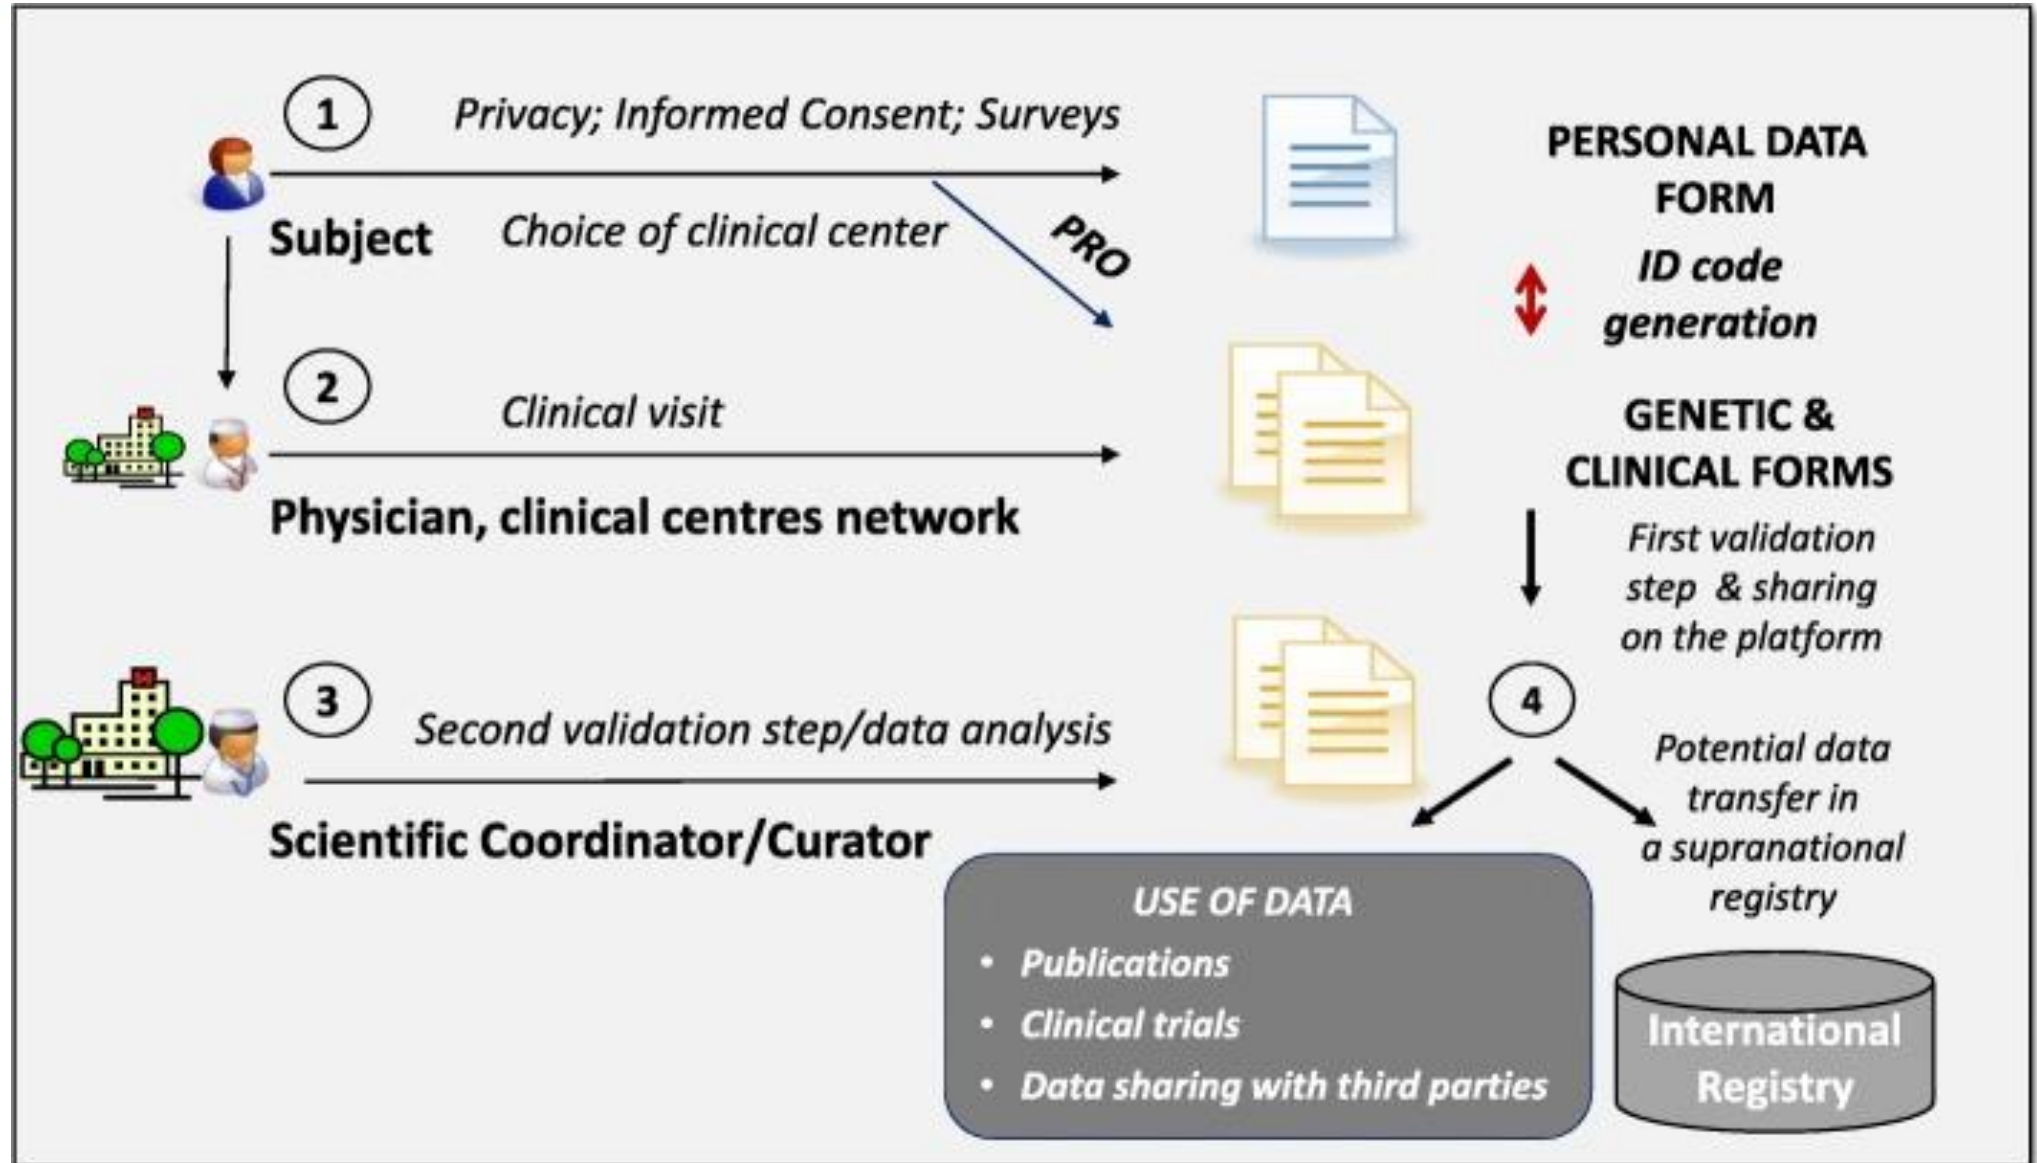 1
Privacy; Informed Consent; Surveys
Subject
Choice of clinical center
PRO
PERSONAL DATA
FORM
ID code
generation
2
Clinical visit
Physician, clinical centres network
GENETIC &
CLINICAL FORMS
First validation
step & sharing
on the platform
3
Second validation step/data analysis
Scientific Coordinator/Curator
4
Potential data
transfer in
a supranational
registry
USE OF DATA
• Publications
• Clinical trials
• Data sharing with third parties
International
Registry